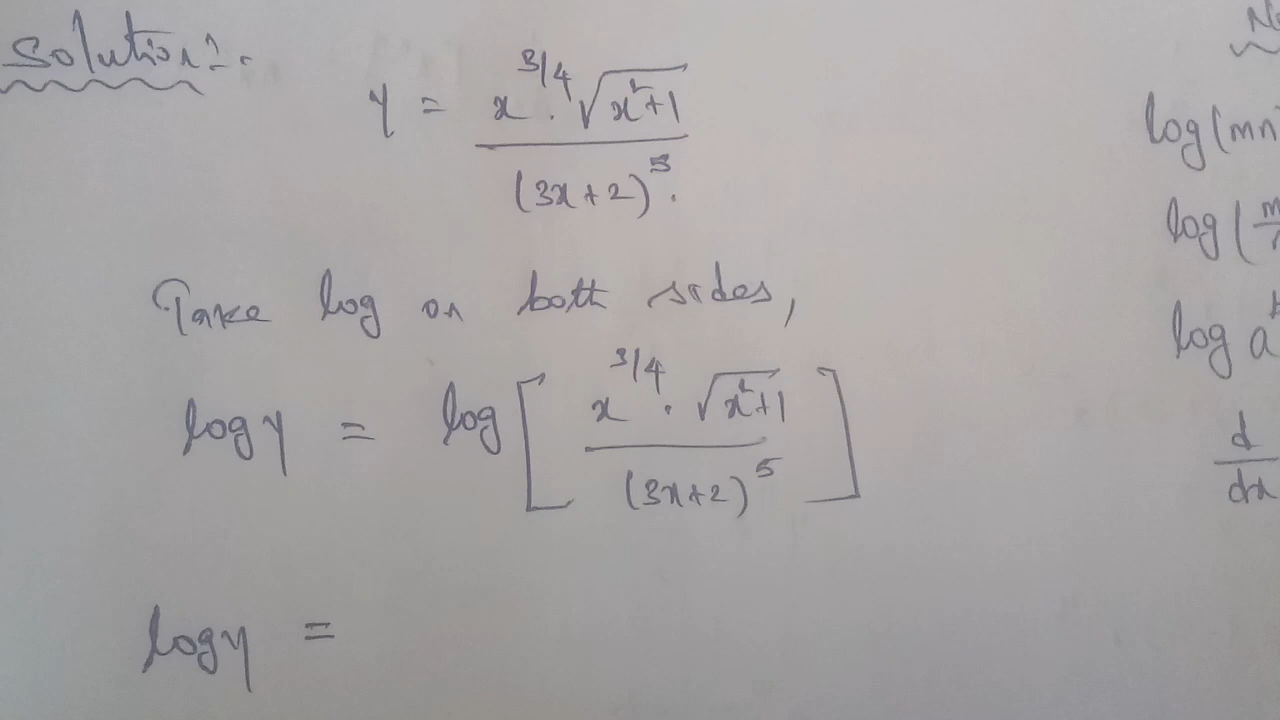 Solution:-
y = x^{3/4} . √(x²+1) / (3x+2)^5.
Take log on both sides,
log y = log [ x^{3/4} . √(x²+1) / (3x+2)^5 ]
log y =
log(mn
log(m/
log a
d/dx